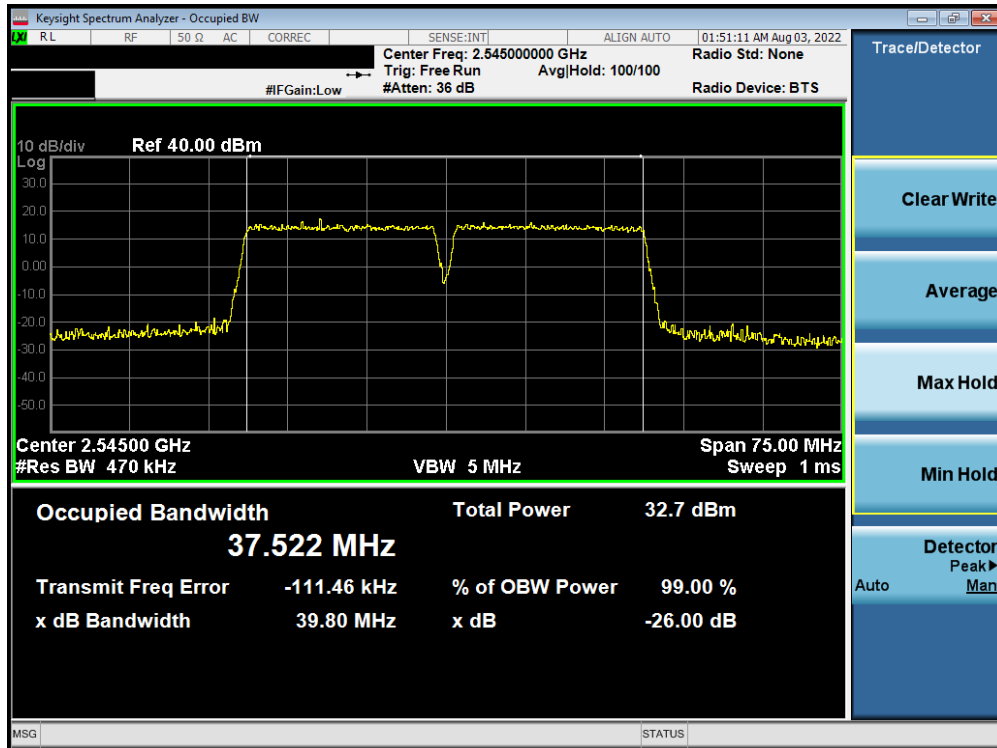 Keysight Spectrum Analyzer - Occupied BW
LXI RL RF 50 Ω AC CORREC SENSE:INT ALIGN AUTO 01:51:11 AM Aug 03, 2022
Center Freq: 2.545000000 GHz Radio Std: None
Trig: Free Run Avg|Hold: 100/100
#IFGain:Low #Atten: 36 dB Radio Device: BTS
Trace/Detector
10 dB/div Ref 40.00 dBm
Log
30.0
20.0
10.0
0.00
-10.0
-20.0
-30.0
-40.0
-50.0
Center 2.54500 GHz Span 75.00 MHz
#Res BW 470 kHz VBW 5 MHz Sweep 1 ms
Occupied Bandwidth Total Power 32.7 dBm
37.522 MHz
Transmit Freq Error -111.46 kHz % of OBW Power 99.00 %
x dB Bandwidth 39.80 MHz x dB -26.00 dB
Clear Write
Average
Max Hold
Min Hold
Detector
Peak▶
Auto Man
MSG STATUS